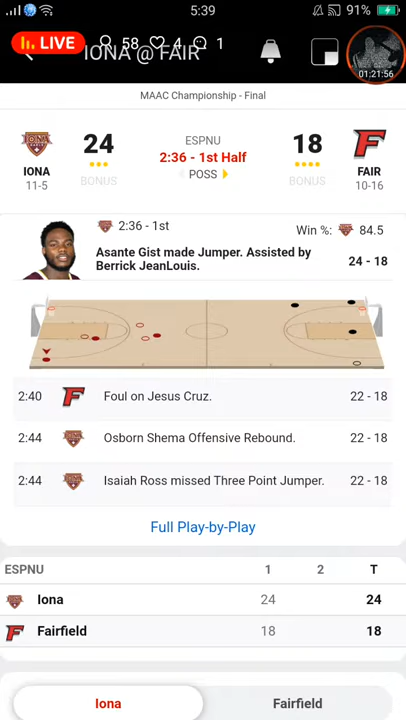 5:39
91%
LIVE 58 4 1
IONA @ FAIR
01:21:56
MAAC Championship - Final
24 ESPNU 18
2:36 - 1st Half
IONA POSS FAIR
11-5 BONUS BONUS 10-16
2:36 - 1st Win %: 84.5
Asante Gist made Jumper. Assisted by
Berrick JeanLouis. 24 - 18
2:40 Foul on Jesus Cruz. 22 - 18
2:44 Osborn Shema Offensive Rebound. 22 - 18
2:44 Isaiah Ross missed Three Point Jumper. 22 - 18
Full Play-by-Play
ESPNU 1 2 T
Iona 24 24
Fairfield 18 18
Iona Fairfield